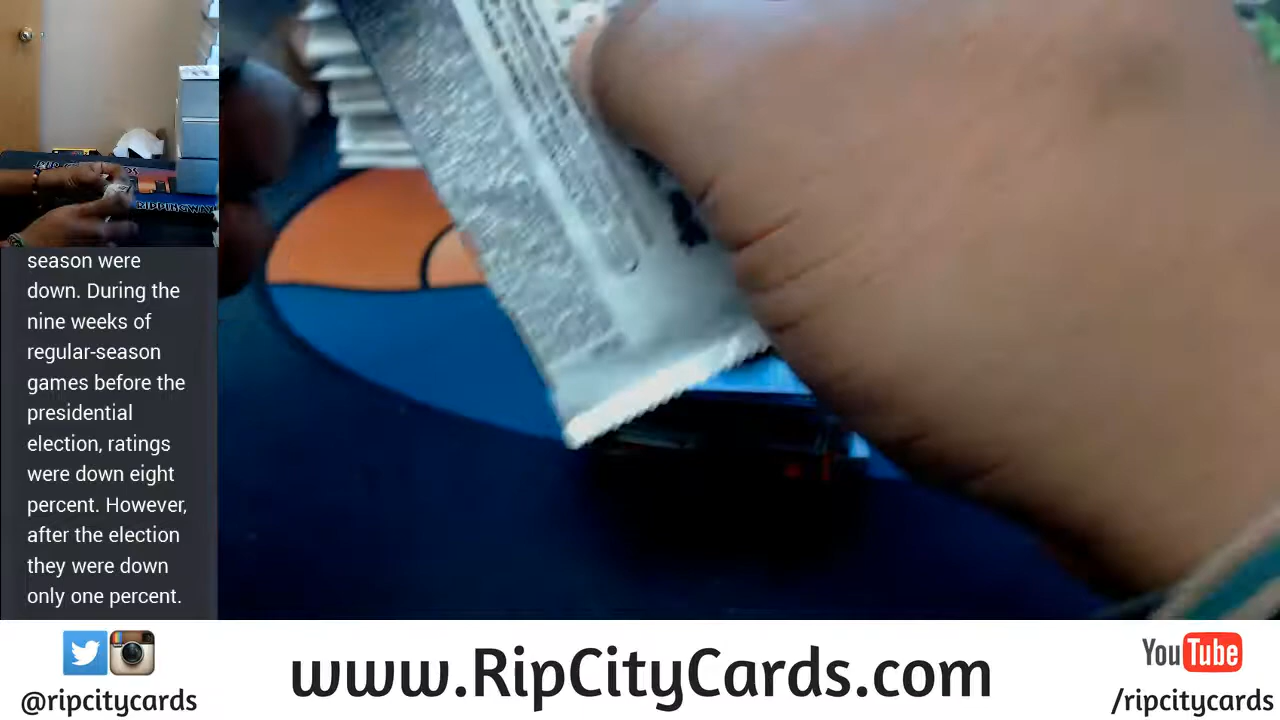 RIPPINGWAX
season were
down. During the
nine weeks of
regular-season
games before the
presidential
election, ratings
were down eight
percent. However,
after the election
they were down
only one percent.
@ripcitycards
www.RipCityCards.com
YouTube
/ripcitycards